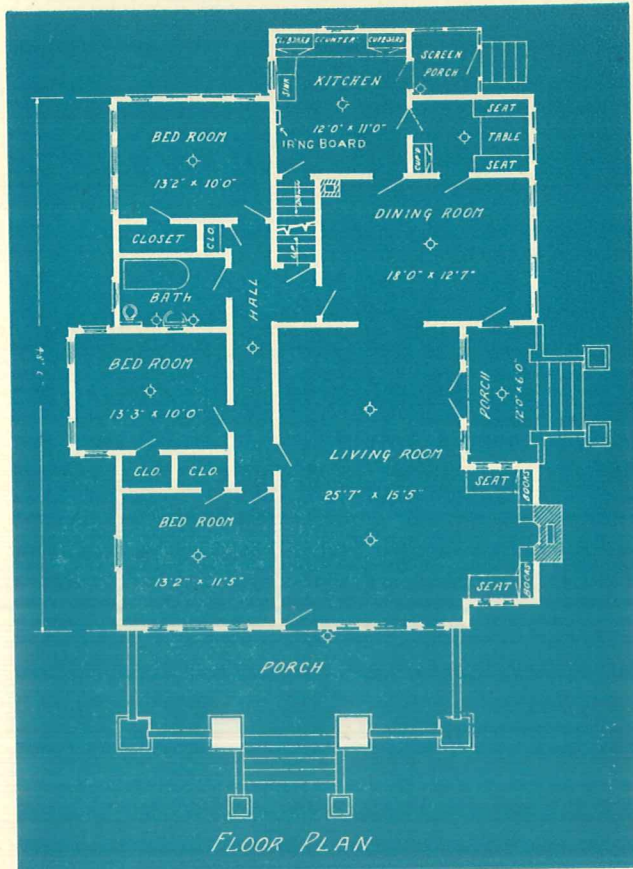 CUPBOARD
COUNTER
CUPBOARD
SCREEN
PORCH
SINK
KITCHEN
12'0" x 11'0"
IR'NG BOARD
SEAT
TABLE
SEAT
CUP'D
BED ROOM
13'2" x 10'0"
DINING ROOM
18'0" x 12'7"
CLOSET
CLO.
BATH
HALL
BED ROOM
13'3" x 10'0"
PORCH
12'0" x 6'0"
LIVING ROOM
25'7" x 15'5"
SEAT
BOOKS
CLO.
CLO.
BED ROOM
13'2" x 11'5"
SEAT
BOOKS
PORCH
FLOOR PLAN